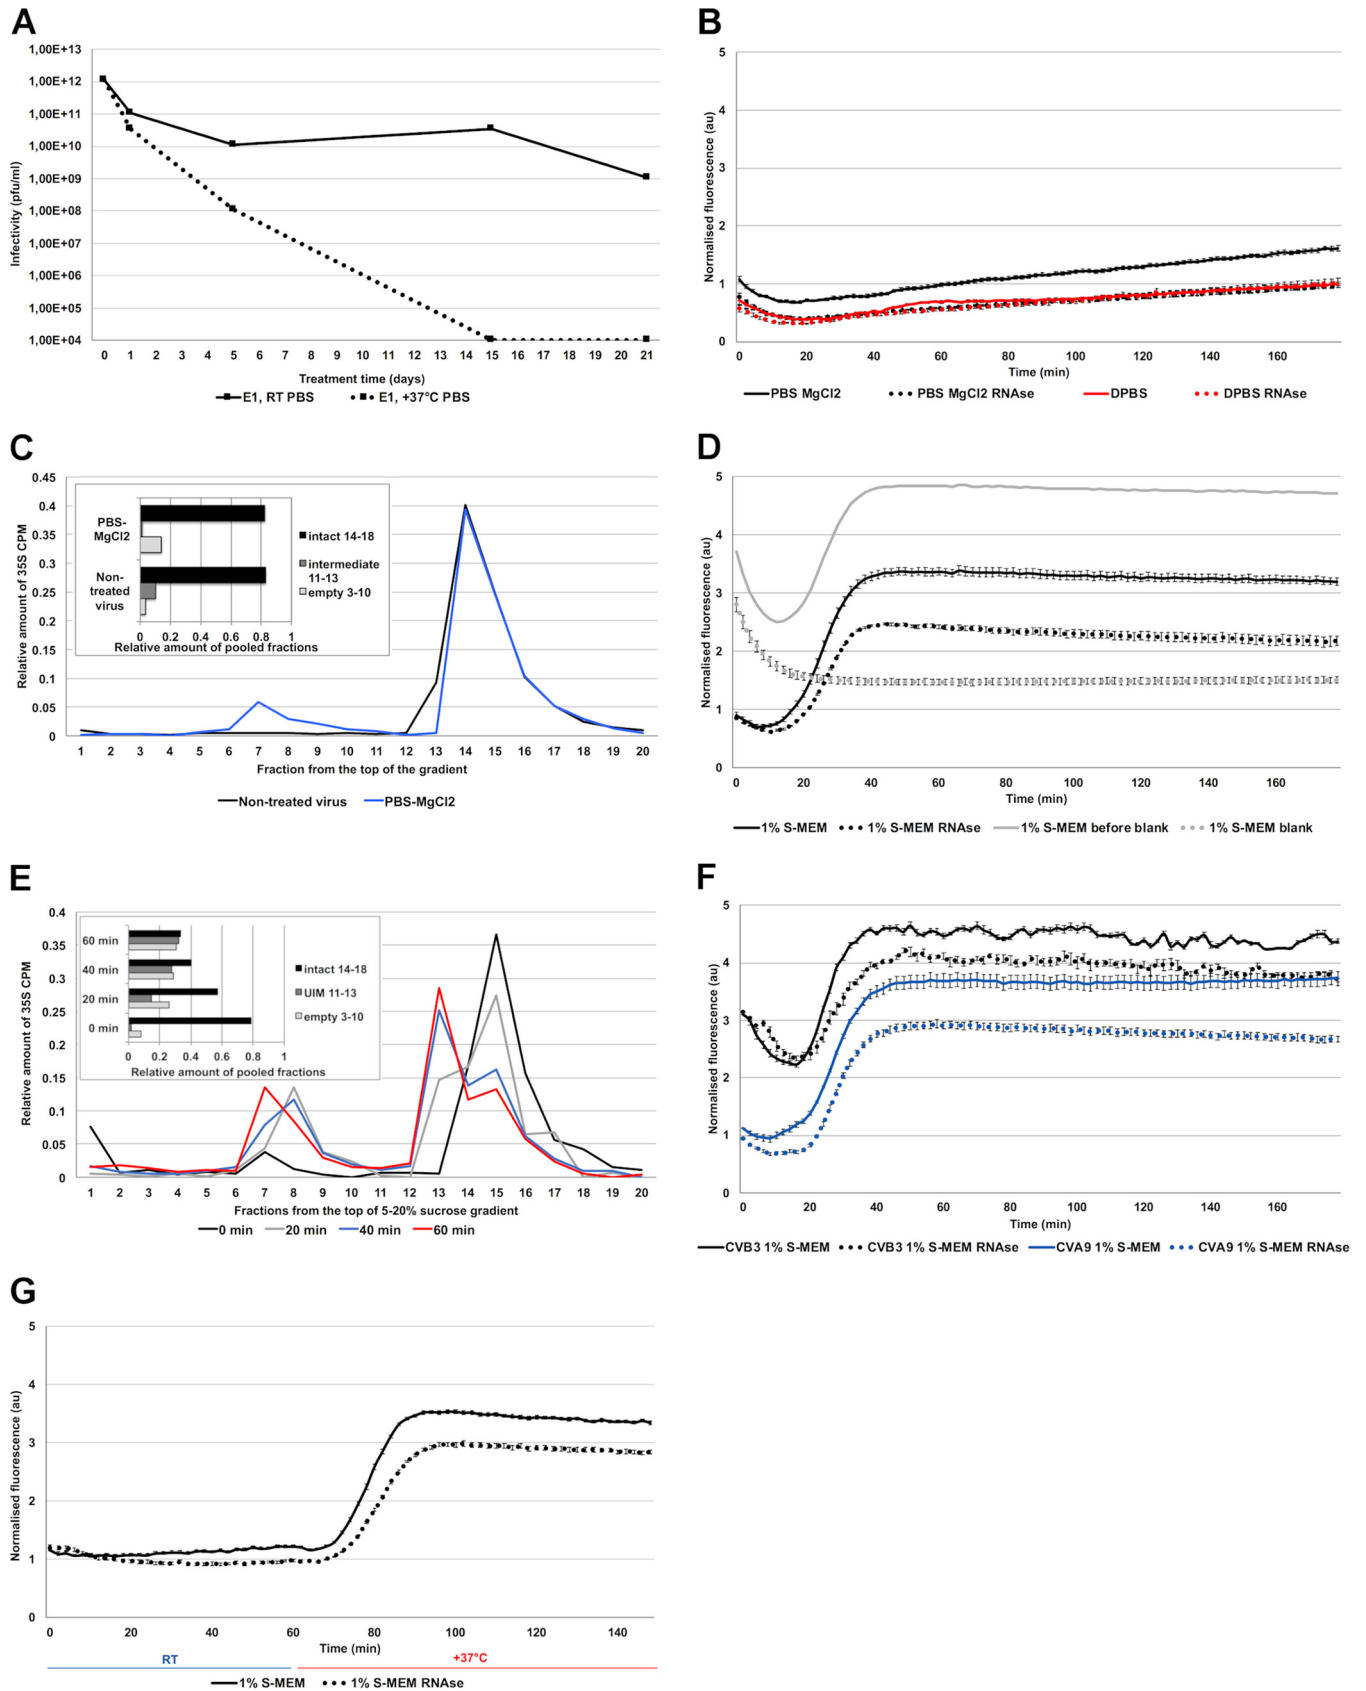 A
1,00E+13
1,00E+12
1,00E+11
1,00E+10
1,00E+09
1,00E+08
1,00E+07
1,00E+06
1,00E+05
1,00E+04
Infectivity (pfu/ml)
0 1 2 3 4 5 6 7 8 9 10 11 12 13 14 15 16 17 18 19 20 21
Treatment time (days)
E1, RT PBS
E1, +37°C PBS
B
5
4
3
2
1
0
Normalised fluorescence (au)
0 20 40 60 80 100 120 140 160
Time (min)
PBS MgCl2
PBS MgCl2 RNAse
DPBS
DPBS RNAse
C
0.45
0.4
0.35
0.3
0.25
0.2
0.15
0.1
0.05
0
Relative amount of 35S CPM
PBS-
MgCl2
Non-
treated
virus
0 0.2 0.4 0.6 0.8 1
Relative amount of pooled fractions
intact 14-18
intermediate
11-13
empty 3-10
1 2 3 4 5 6 7 8 9 10 11 12 13 14 15 16 17 18 19 20
Fraction from the top of the gradient
Non-treated virus
PBS-MgCl2
D
5
4
3
2
1
0
Normalised fluorescence (au)
0 20 40 60 80 100 120 140 160
Time (min)
1% S-MEM
1% S-MEM RNAse
1% S-MEM before blank
1% S-MEM blank
E
0.4
0.35
0.3
0.25
0.2
0.15
0.1
0.05
0
Relative amount of 35S CPM
60 min
40 min
20 min
0 min
0 0.2 0.4 0.6 0.8 1
Relative amount of pooled fractions
intact 14-18
UIM 11-13
empty 3-10
1 2 3 4 5 6 7 8 9 10 11 12 13 14 15 16 17 18 19 20
Fractions from the top of 5-20% sucrose gradient
0 min
20 min
40 min
60 min
F
5
4
3
2
1
0
Normalised fluorescence (au)
0 20 40 60 80 100 120 140 160
Time (min)
CVB3 1% S-MEM
CVB3 1% S-MEM RNAse
CVA9 1% S-MEM
CVA9 1% S-MEM RNAse
G
5
4
3
2
1
0
Normalised fluorescence (au)
0 20 40 60 80 100 120 140
Time (min)
RT
+37°C
1% S-MEM
1% S-MEM RNAse